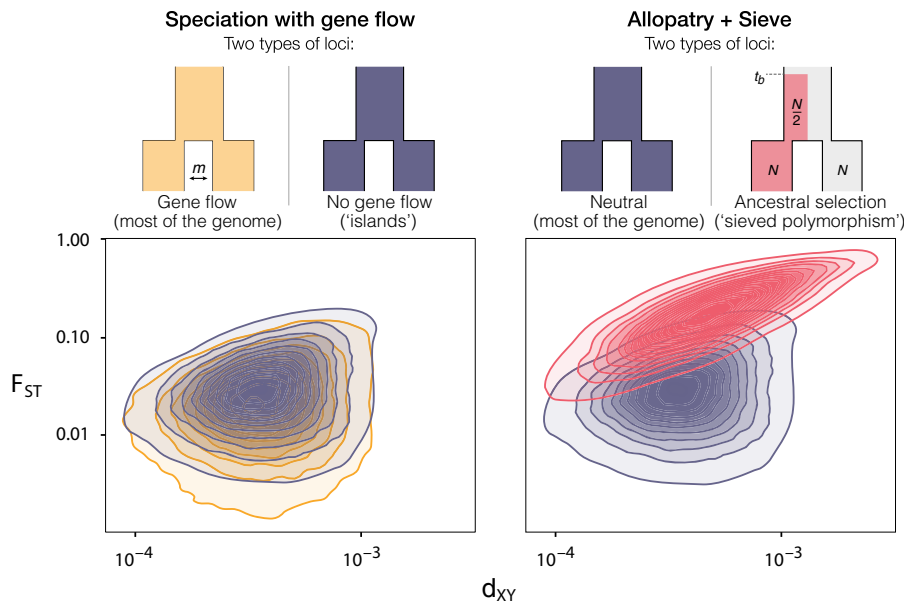 Speciation with gene flow
Two types of loci:
m
Gene flow
(most of the genome)
No gene flow
(‘islands’)
Allopatry + Sieve
Two types of loci:
t_b
N/2
N
N
Neutral
(most of the genome)
Ancestral selection
(‘sieved polymorphism’)
1.00
0.10
0.01
F_ST
10^−4
10^−3
10^−4
10^−3
d_XY